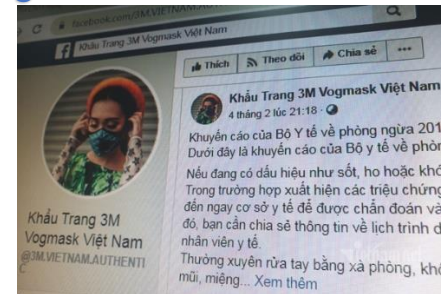 facebook.com/3M.VIETNAM.AUTHENTI
Khẩu Trang 3M Vogmask Việt Nam
Thích
Theo dõi
Chia sẻ
Khẩu Trang 3M Vogmask Việt Nam
4 tháng 2 lúc 21:18
Khuyến cáo của Bộ Y tế về phòng ngừa 201
Dưới đây là khuyến cáo của Bộ y tế về phòn
Nếu đang có dấu hiệu như sốt, ho hoặc khó
Trong trường hợp xuất hiện các triệu chứng
đến ngay cơ sở y tế để được chẩn đoán và
đó, bạn cần chia sẻ thông tin về lịch trình d
nhân viên y tế.
Thường xuyên rửa tay bằng xà phòng, khô
mũi, miệng... Xem thêm
Khẩu Trang 3M
Vogmask Việt Nam
@3M.VIETNAM.AUTHENTI
C